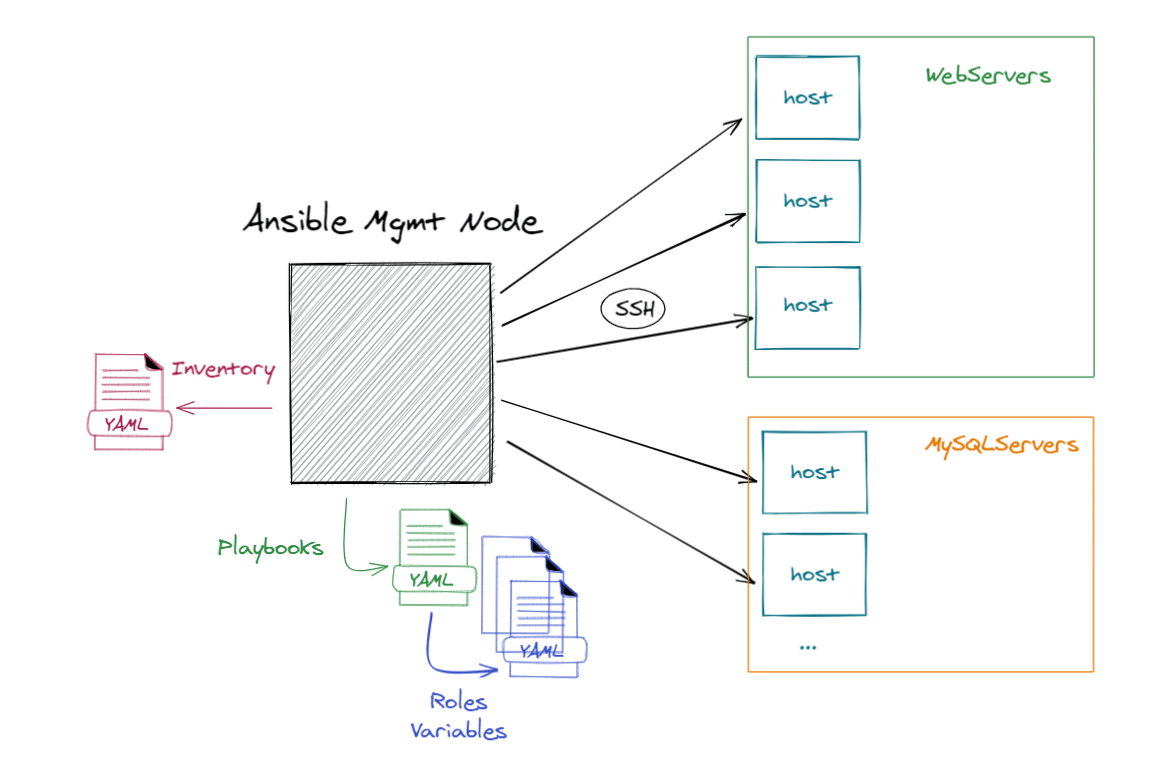 WebServers
host
host
Ansible Mgmt Node
host
SSH
Inventory
YAML
MySQLServers
host
Playbooks
YAML
host
YAML
...
Roles
Variables